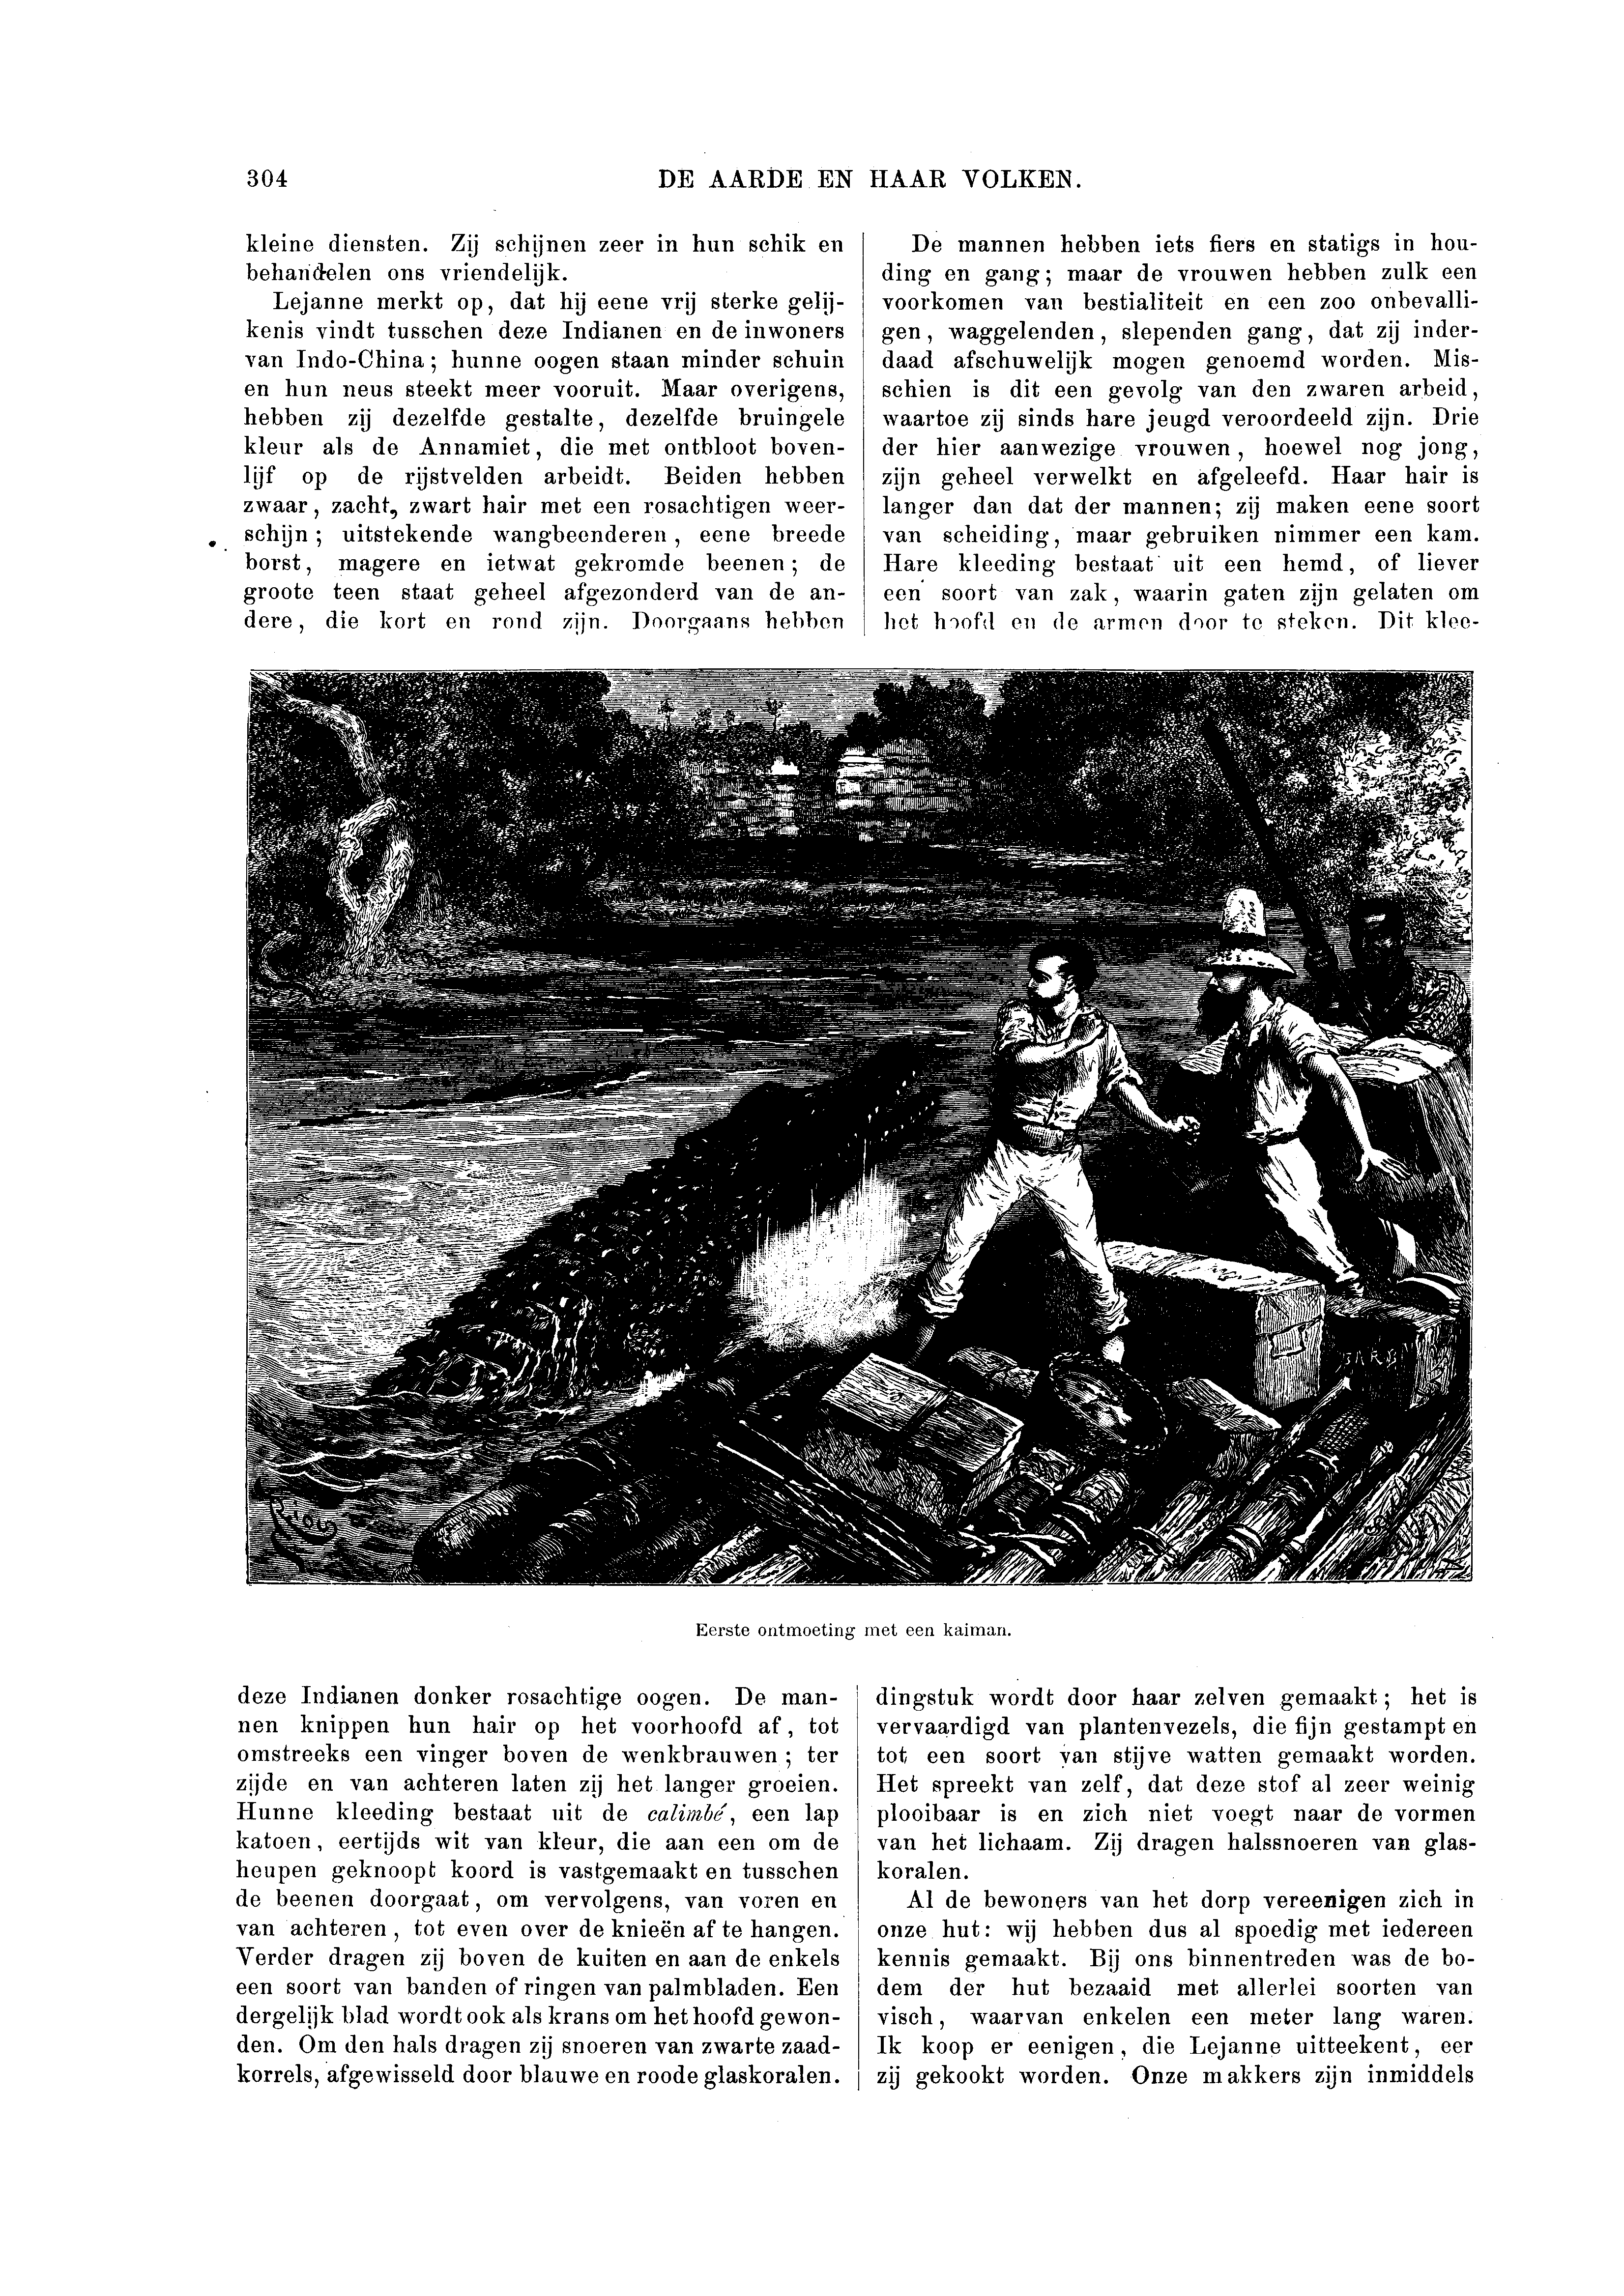 304
DE AARDE EN HAAR VOLKEN.
kleine diensten. Zij schijnen zeer in hun schik en
behandelen ons vriendelijk.
Lejanne merkt op, dat hij eene vrij sterke gelij-
kenis vindt tusschen deze Indianen en de inwoners
van Indo-China; hunne oogen staan minder schuin
en hun neus steekt meer vooruit. Maar overigens,
hebben zij dezelfde gestalte, dezelfde bruingele
kleur als de Annamiet, die met ontbloot boven-
lijf op de rijstvelden arbeidt. Beiden hebben
zwaar, zacht, zwart hair met een rosachtigen weer-
schijn; uitstekende wangbeenderen, eene breede
borst, magere en ietwat gekromde beenen; de
groote teen staat geheel afgezonderd van de an-
dere, die kort en rond zijn. Doorgaans hebben
deze Indianen donker rosachtige oogen. De man-
nen knippen hun hair op het voorhoofd af, tot
omstreeks een vinger boven de wenkbrauwen; ter
zijde en van achteren laten zij het langer groeien.
Hunne kleeding bestaat uit de calimbé, een lap
katoen, eertijds wit van kleur, die aan een om de
heupen geknoopt koord is vastgemaakt en tusschen
de beenen doorgaat, om vervolgens, van voren en
van achteren, tot even over de knieën af te hangen.
Verder dragen zij boven de kuiten en aan de enkels
een soort van banden of ringen van palmbladen. Een
dergelijk blad wordt ook als krans om het hoofd gewon-
den. Om den hals dragen zij snoeren van zwarte zaad-
korrels, afgewisseld door blauwe en roode glaskoralen.
De mannen hebben iets fiers en statigs in hou-
ding en gang; maar de vrouwen hebben zulk een
voorkomen van bestialiteit en een zoo onbevalli-
gen, waggelenden, slependen gang, dat zij inder-
daad afschuwelijk mogen genoemd worden. Mis-
schien is dit een gevolg van den zwaren arbeid,
waartoe zij sinds hare jeugd veroordeeld zijn. Drie
der hier aanwezige vrouwen, hoewel nog jong,
zijn geheel verwelkt en afgeleefd. Haar hair is
langer dan dat der mannen; zij maken eene soort
van scheiding, maar gebruiken nimmer een kam.
Hare kleeding bestaat uit een hemd, of liever
een soort van zak, waarin gaten zijn gelaten om
het hoofd en de armen door te steken. Dit klee-
dingstuk wordt door haar zelven gemaakt; het is
vervaardigd van plantenvezels, die fijn gestampt en
tot een soort van stijve watten gemaakt worden.
Het spreekt van zelf, dat deze stof al zeer weinig
plooibaar is en zich niet voegt naar de vormen
van het lichaam. Zij dragen halssnoeren van glas-
koralen.
Al de bewoners van het dorp vereenigen zich in
onze hut: wij hebben dus al spoedig met iedereen
kennis gemaakt. Bij ons binnentreden was de bo-
dem der hut bezaaid met allerlei soorten van
visch, waarvan enkelen een meter lang waren.
Ik koop er eenigen, die Lejanne uitteekent, eer
zij gekookt worden. Onze makkers zijn inmiddels
Riou
Eerste ontmoeting met een kaiman.